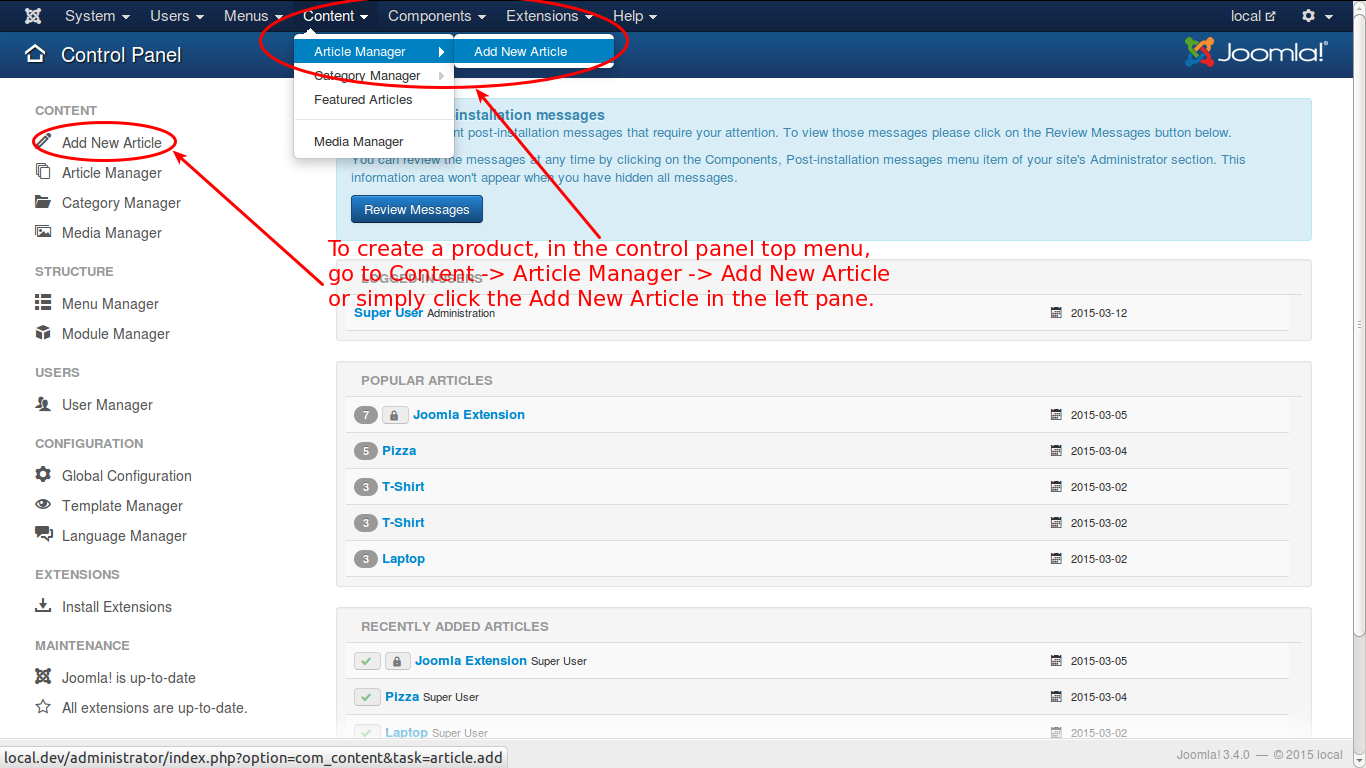 System Users Menus Content Components Extensions Help local
Control Panel
Joomla!
Article Manager
Add New Article
Category Manager
Featured Articles
Media Manager
CONTENT
Add New Article
Article Manager
Category Manager
Media Manager
STRUCTURE
Menu Manager
Module Manager
USERS
User Manager
CONFIGURATION
Global Configuration
Template Manager
Language Manager
EXTENSIONS
Install Extensions
MAINTENANCE
Joomla! is up-to-date
All extensions are up-to-date.
installation messages
post-installation messages that require your attention. To view those messages please click on the Review Messages button below.
You can review the messages at any time by clicking on the Components, Post-installation messages menu item of your site's Administrator section. This
information area won't appear when you have hidden all messages.
Review Messages
To create a product, in the control panel top menu,
go to Content -> Article Manager -> Add New Article
or simply click the Add New Article in the left pane.
LOGGED IN USERS
Super User Administration 2015-03-12
POPULAR ARTICLES
7 Joomla Extension 2015-03-05
5 Pizza 2015-03-04
3 T-Shirt 2015-03-02
3 T-Shirt 2015-03-02
3 Laptop 2015-03-02
RECENTLY ADDED ARTICLES
Joomla Extension Super User 2015-03-05
Pizza Super User 2015-03-04
Laptop Super User 2015-03-02
local.dev/administrator/index.php?option=com_content&task=article.add
Joomla! 3.4.0 — © 2015 local